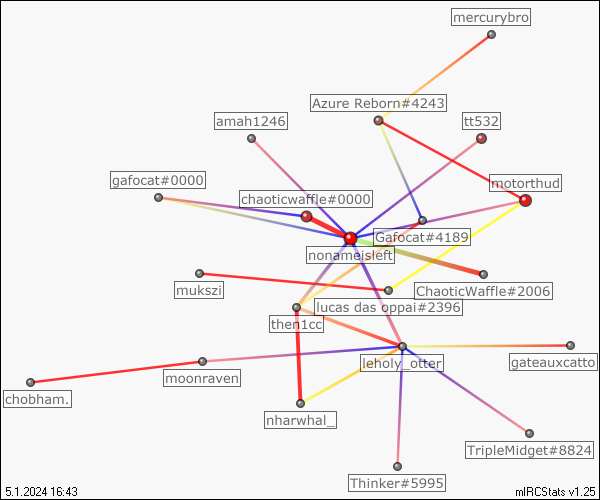 mercurybro
Azure Reborn#4243
amah1246
tt532
gafocat#0000
motorthud
chaoticwaffle#0000
Gafocat#4189
nonameisleft
mukszi
ChaoticWaffle#2006
lucas das oppai#2396
then1cc
leholy_otter
gateauxcatto
moonraven
chobham.
nharwhal_
TripleMidget#8824
Thinker#5995
5.1.2024 16:43
mIRCStats v1.25